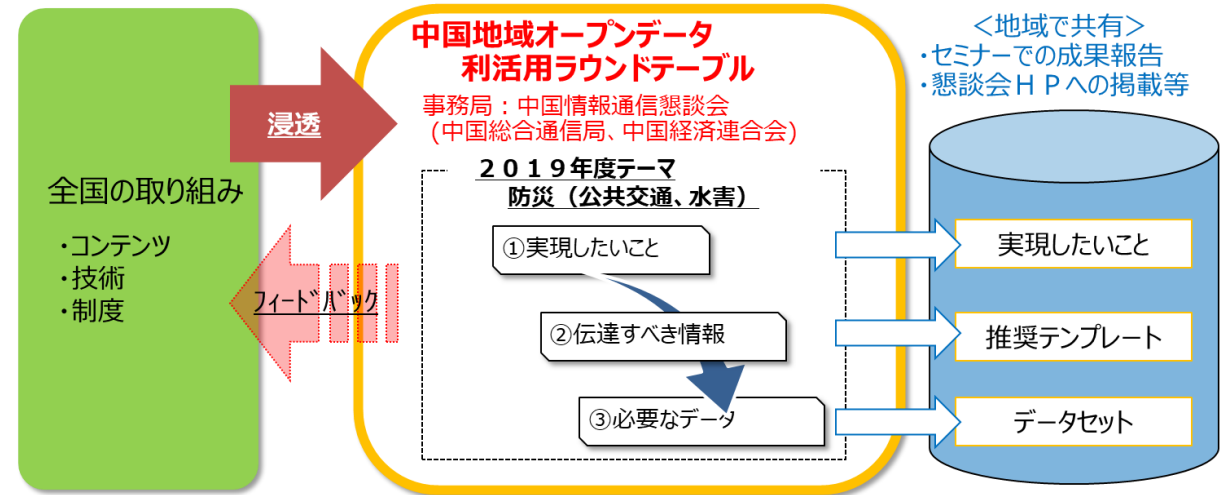 全国の取り組み
・コンテンツ
・技術
・制度
浸透
フィードバック
中国地域オープンデータ
利活用ラウンドテーブル
事務局：中国情報通信懇談会
(中国総合通信局、中国経済連合会)
２０１９年度テーマ
防災（公共交通、水害）
①実現したいこと
②伝達すべき情報
③必要なデータ
＜地域で共有＞
・セミナーでの成果報告
・懇談会ＨＰへの掲載等
実現したいこと
推奨テンプレート
データセット